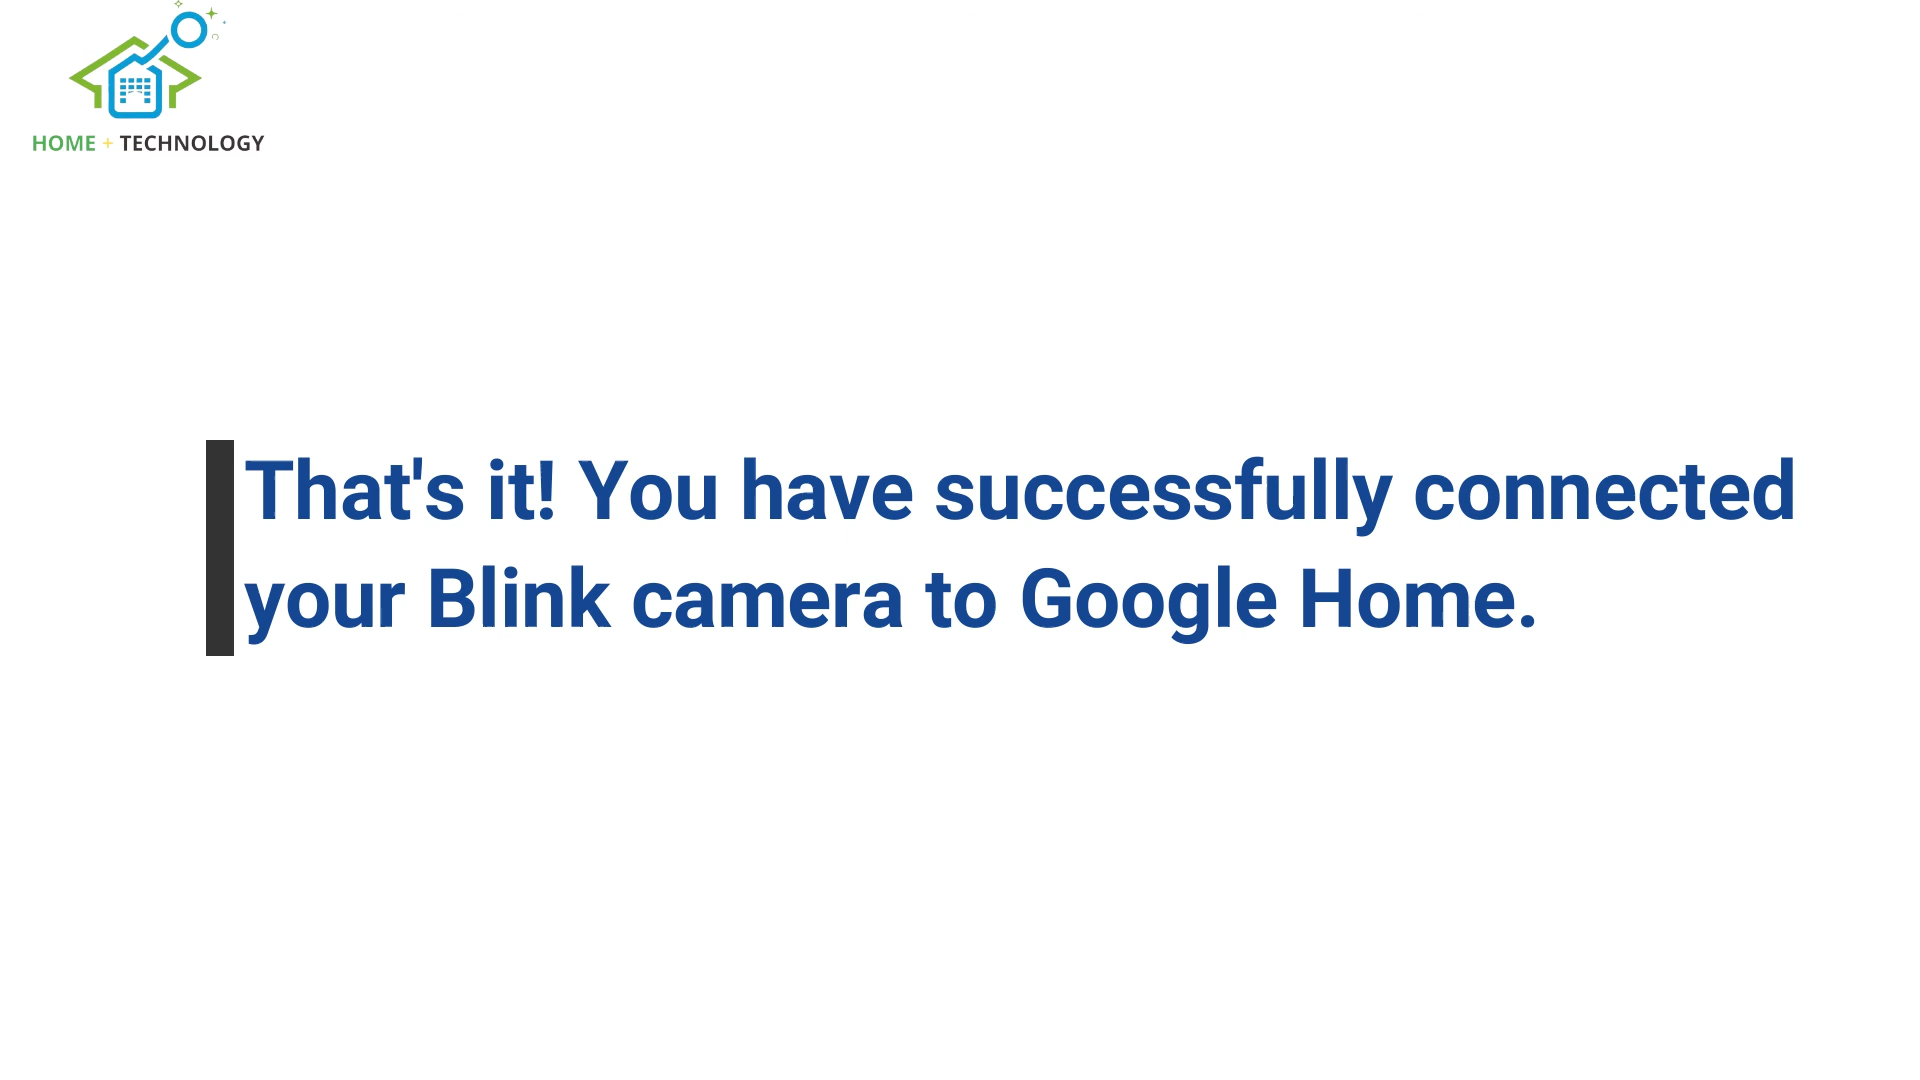 HOME + TECHNOLOGY
That's it! You have successfully connected
your Blink camera to Google Home.